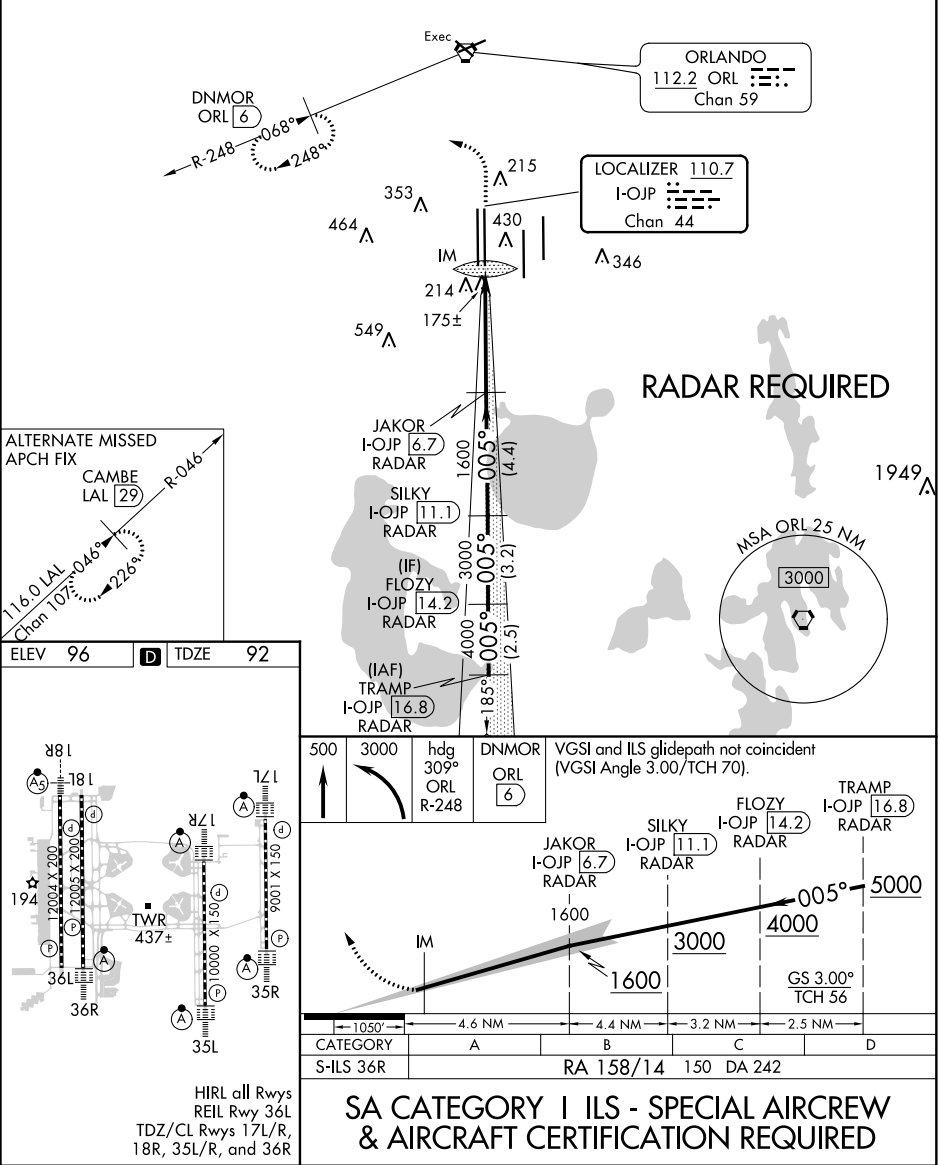 Exec
ORLANDO
112.2 ORL
Chan 59
DNMOR
ORL 6
068°
R-248
248°
LOCALIZER 110.7
I-OJP
Chan 44
215
353
464
430
346
IM
214
175±
549
RADAR REQUIRED
JAKOR
I-OJP 6.7
RADAR
1600
005°
(4.4)
SILKY
I-OJP 11.1
RADAR
3000
005°
(3.2)
(IF)
FLOZY
I-OJP 14.2
RADAR
4000
005°
(2.5)
(IAF)
TRAMP
I-OJP 16.8
RADAR
185°
1949
MSA ORL 25 NM
3000
ALTERNATE MISSED
APCH FIX
CAMBE
LAL 29
R-046
046°
226°
116.0 LAL
Chan 107
ELEV 96 D TDZE 92
18R
18L
17L
17R
A5
A
A
P
P
P
P
P
P
P
P
12004 X 200
12005 X 200
10000 X 150
9001 X 150
194
TWR
437±
A
A
A
36L
36R
35R
35L
HIRL all Rwys
REIL Rwy 36L
TDZ/CL Rwys 17L/R,
18R, 35L/R, and 36R
500
3000
hdg
309°
ORL
R-248
DNMOR
ORL
6
VGSI and ILS glidepath not coincident
(VGSI Angle 3.00/TCH 70).
JAKOR
I-OJP 6.7
RADAR
SILKY
I-OJP 11.1
RADAR
FLOZY
I-OJP 14.2
RADAR
TRAMP
I-OJP 16.8
RADAR
1600
IM
005°
5000
4000
3000
1600
GS 3.00°
TCH 56
1050'
4.6 NM
4.4 NM
3.2 NM
2.5 NM
CATEGORY A B C D
S-ILS 36R RA 158/14 150 DA 242
SA CATEGORY I ILS - SPECIAL AIRCREW
& AIRCRAFT CERTIFICATION REQUIRED